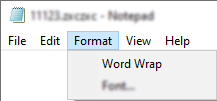 11123.zxczxc - Notepad
File Edit Format View Help
Word Wrap
Font...